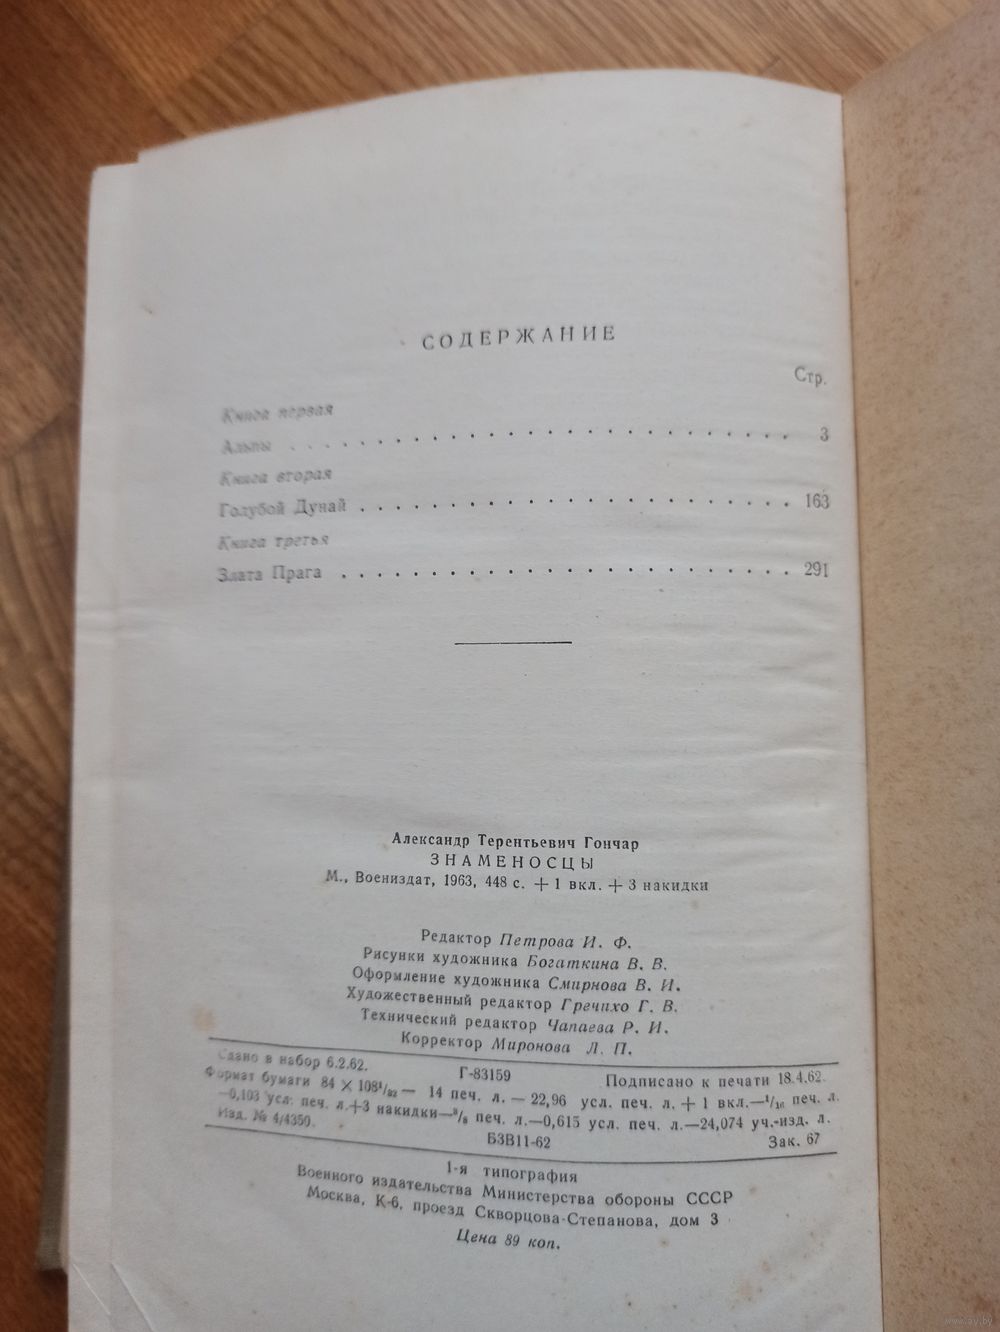 СОДЕРЖАНИЕ
Стр.
Книга первая
Альпы . . . . . . . . . . . . . . . . . . . . . . . . . . 3
Книга вторая
Голубой Дунай . . . . . . . . . . . . . . . . . . . . . . 163
Книга третья
Злата Прага . . . . . . . . . . . . . . . . . . . . . . . 291
Александр Терентьевич Гончар
ЗНАМЕНОСЦЫ
М., Воениздат, 1963, 448 с. + 1 вкл. + 3 накидки
Редактор Петрова И. Ф.
Рисунки художника Богаткина В. В.
Оформление художника Смирнова В. И.
Художественный редактор Гречихо Г. В.
Технический редактор Чапаева Р. И.
Корректор Миронова Л. П.
Сдано в набор 6.2.62. Г-83159 Подписано к печати 18.4.62.
Формат бумаги 84 × 108¹/₃₂ — 14 печ. л. — 22,96 усл. печ. л. + 1 вкл.—¹/₁₆ печ. л.
—0,103 усл. печ. л.+3 накидки—³/₈ печ. л.—0,615 усл. печ. л.—24,074 уч.-изд. л.
Изд. № 4/4350. БЗВ11-62 Зак. 67
1-я типография
Военного издательства Министерства обороны СССР
Москва, К-6, проезд Скворцова-Степанова, дом 3
Цена 89 коп.
www.ay.by